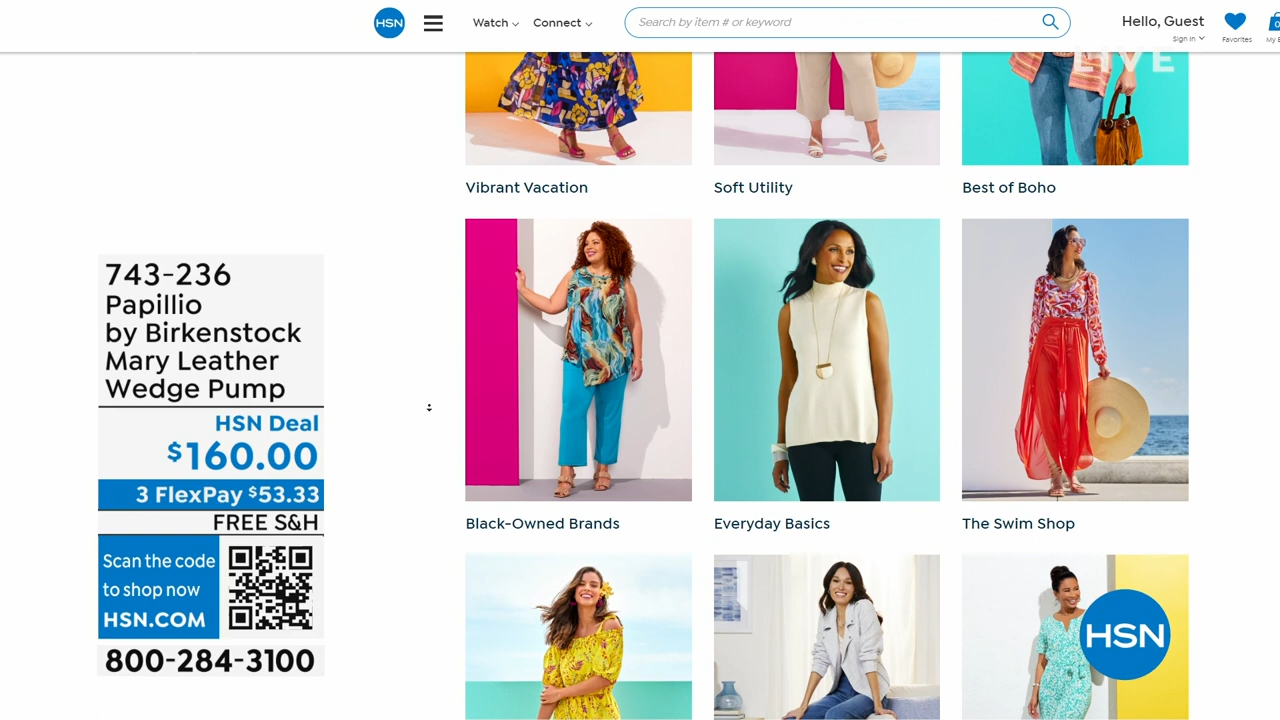 HSN
Watch
Connect
Search by item # or keyword
Hello, Guest
Sign In
Favorites
0
LIVE
Vibrant Vacation
Soft Utility
Best of Boho
743-236
Papillio
by Birkenstock
Mary Leather
Wedge Pump
HSN Deal
$160.00
3 FlexPay $53.33
FREE S&H
Scan the code
to shop now
HSN.COM
800-284-3100
Black-Owned Brands
Everyday Basics
The Swim Shop
HSN